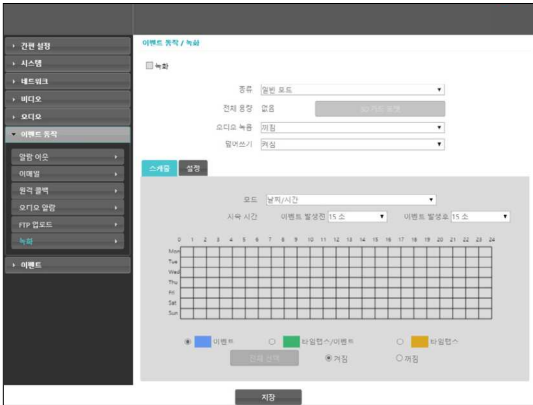 이벤트 동작 / 녹화
간편 설정
시스템
네트워크
비디오
오디오
이벤트 동작
알람 아웃
이메일
원격 콜백
오디오 알람
FTP 업로드
녹화
이벤트
녹화
종류 일반 모드
전체 용량 없음
오디오 녹음 꺼짐
덮어쓰기 켜짐
스케줄 설정
모드 날짜/시간
지속 시간 이벤트 발생전 15 소 이벤트 발생후 15 소
0 1 2 3 4 5 6 7 8 9 10 11 12 13 14 15 16 17 18 19 20 21 22 23 24
Mon
Tue
Wed
Thu
Fri
Sat
Sun
이벤트 타임랩스/이벤트 타임랩스
전체 선택 켜짐 꺼짐
저장